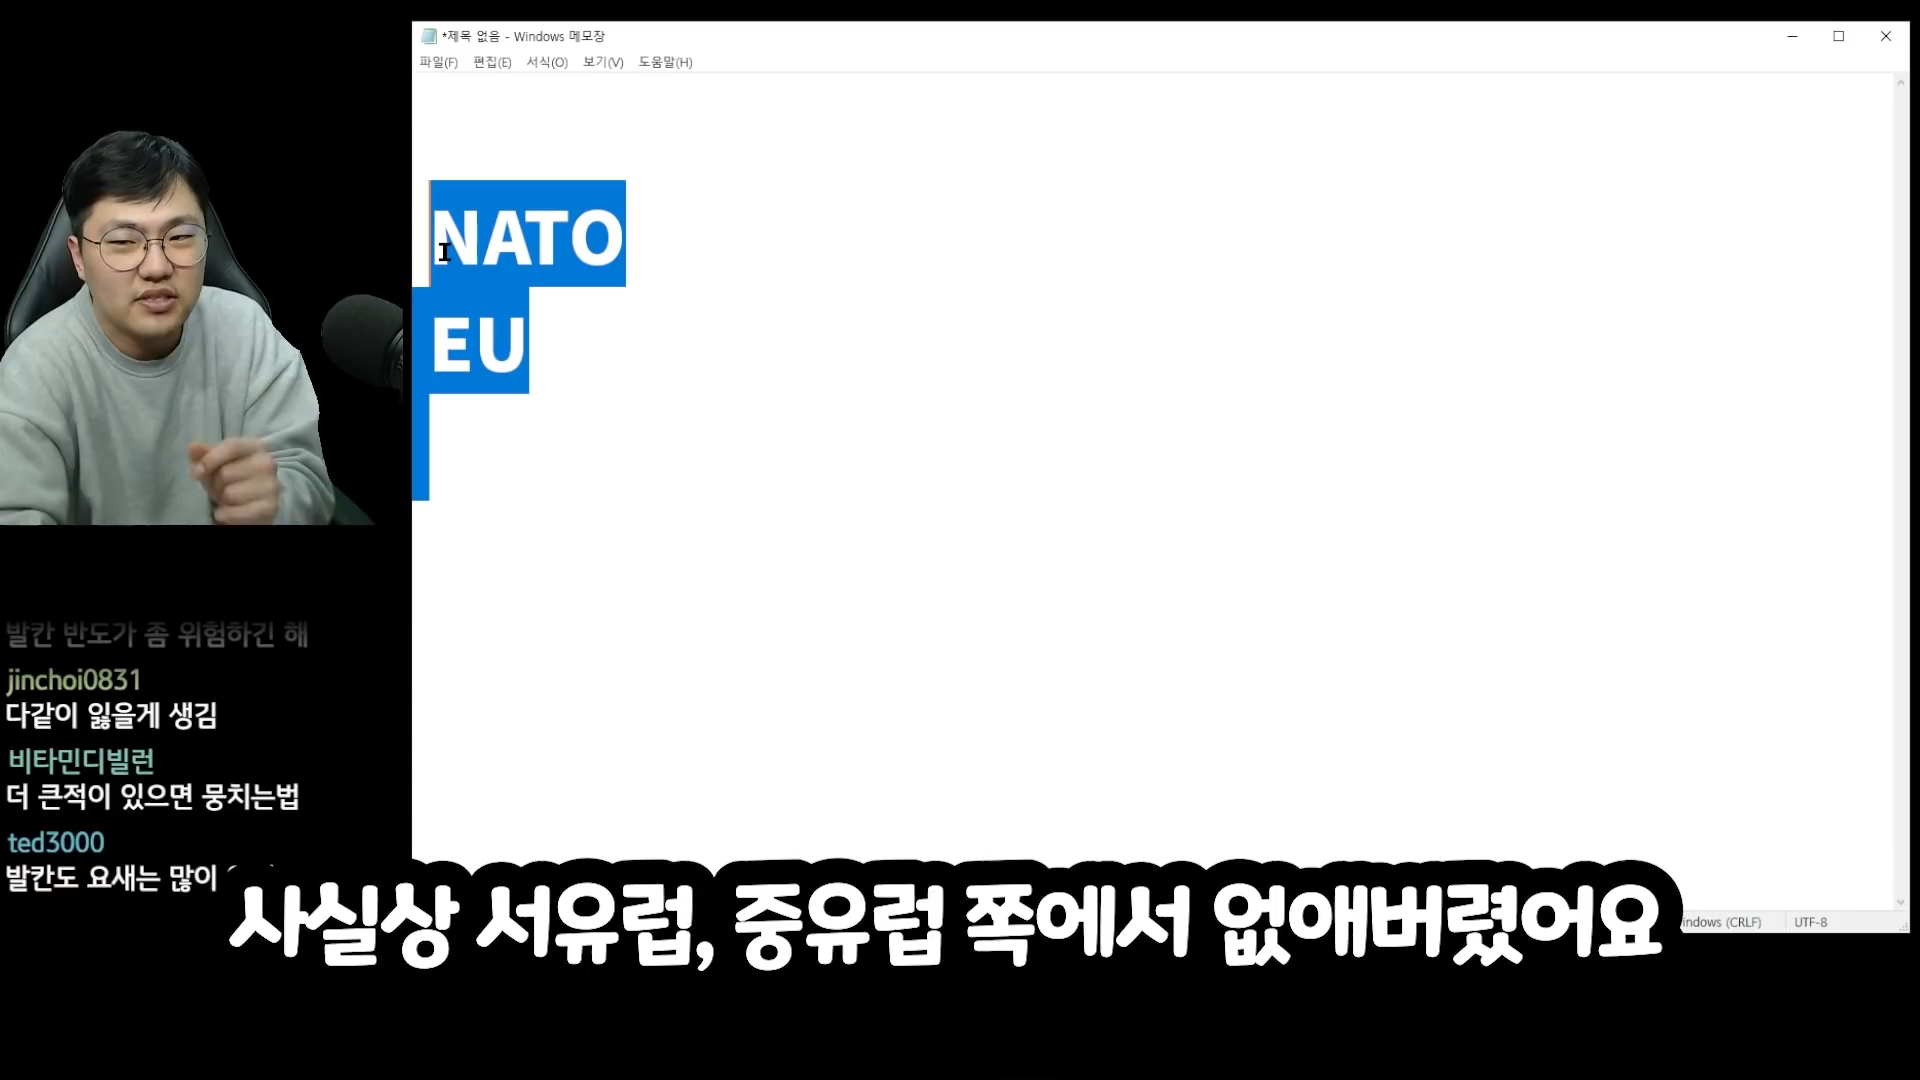 *제목 없음 - Windows 메모장
파일(F) 편집(E) 서식(O) 보기(V) 도움말(H)
NATO
EU
발칸 반도가 좀 위험하긴 해
jinchoi0831
다같이 잃을게 생김
비타민디빌런
더 큰적이 있으면 뭉치는법
ted3000
발칸도 요새는 많이
사실상 서유럽, 중유럽 쪽에서 없애버렸어요
indows (CRLF) UTF-8